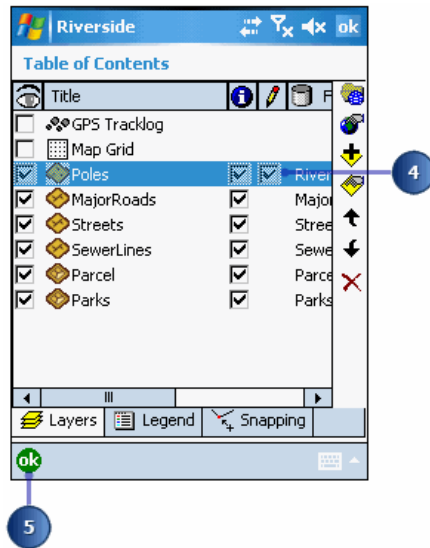 Riverside ok
Table of Contents
Title F
GPS Tracklog
Map Grid
Poles River
MajorRoads Major
Streets Stree
SewerLines Sewe
Parcel Parce
Parks Parks
Layers Legend Snapping
ok
4
5